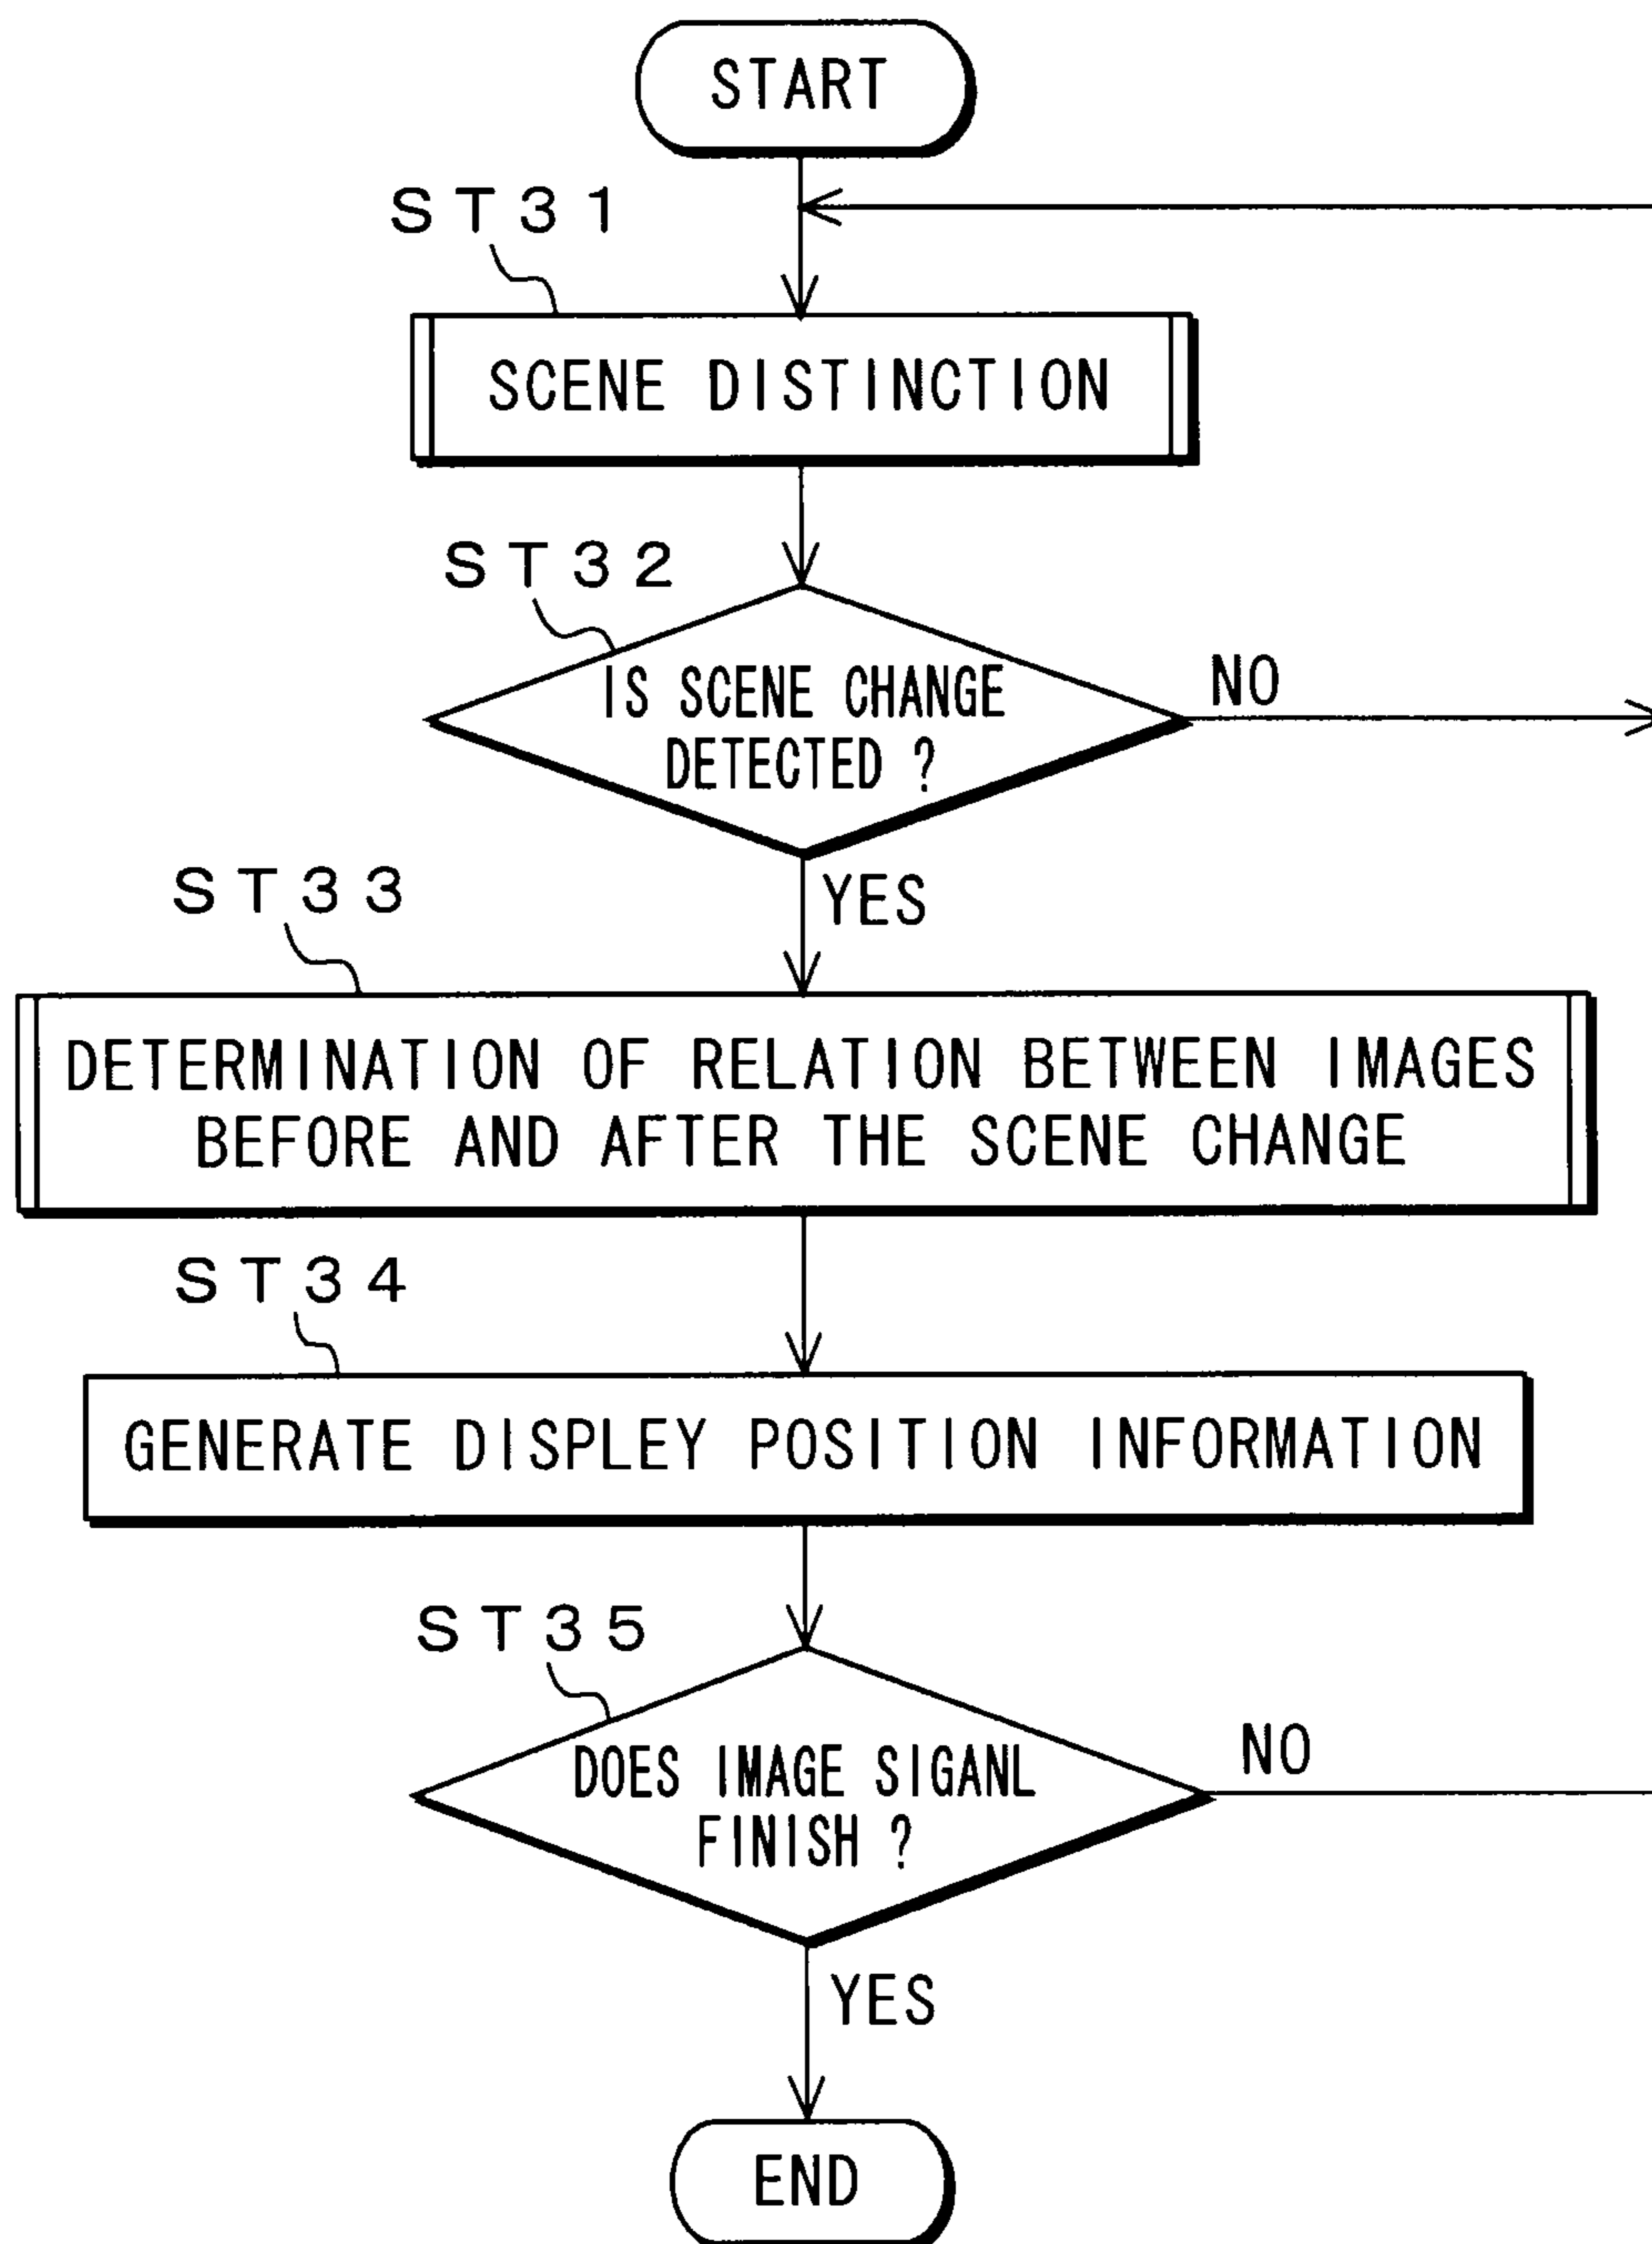 START
ST31
SCENE DISTINCTION
ST32
IS SCENE CHANGE
DETECTED ?
NO
YES
ST33
DETERMINATION OF RELATION BETWEEN IMAGES
BEFORE AND AFTER THE SCENE CHANGE
ST34
GENERATE DISPLEY POSITION INFORMATION
ST35
DOES IMAGE SIGANL
FINISH ?
NO
YES
END